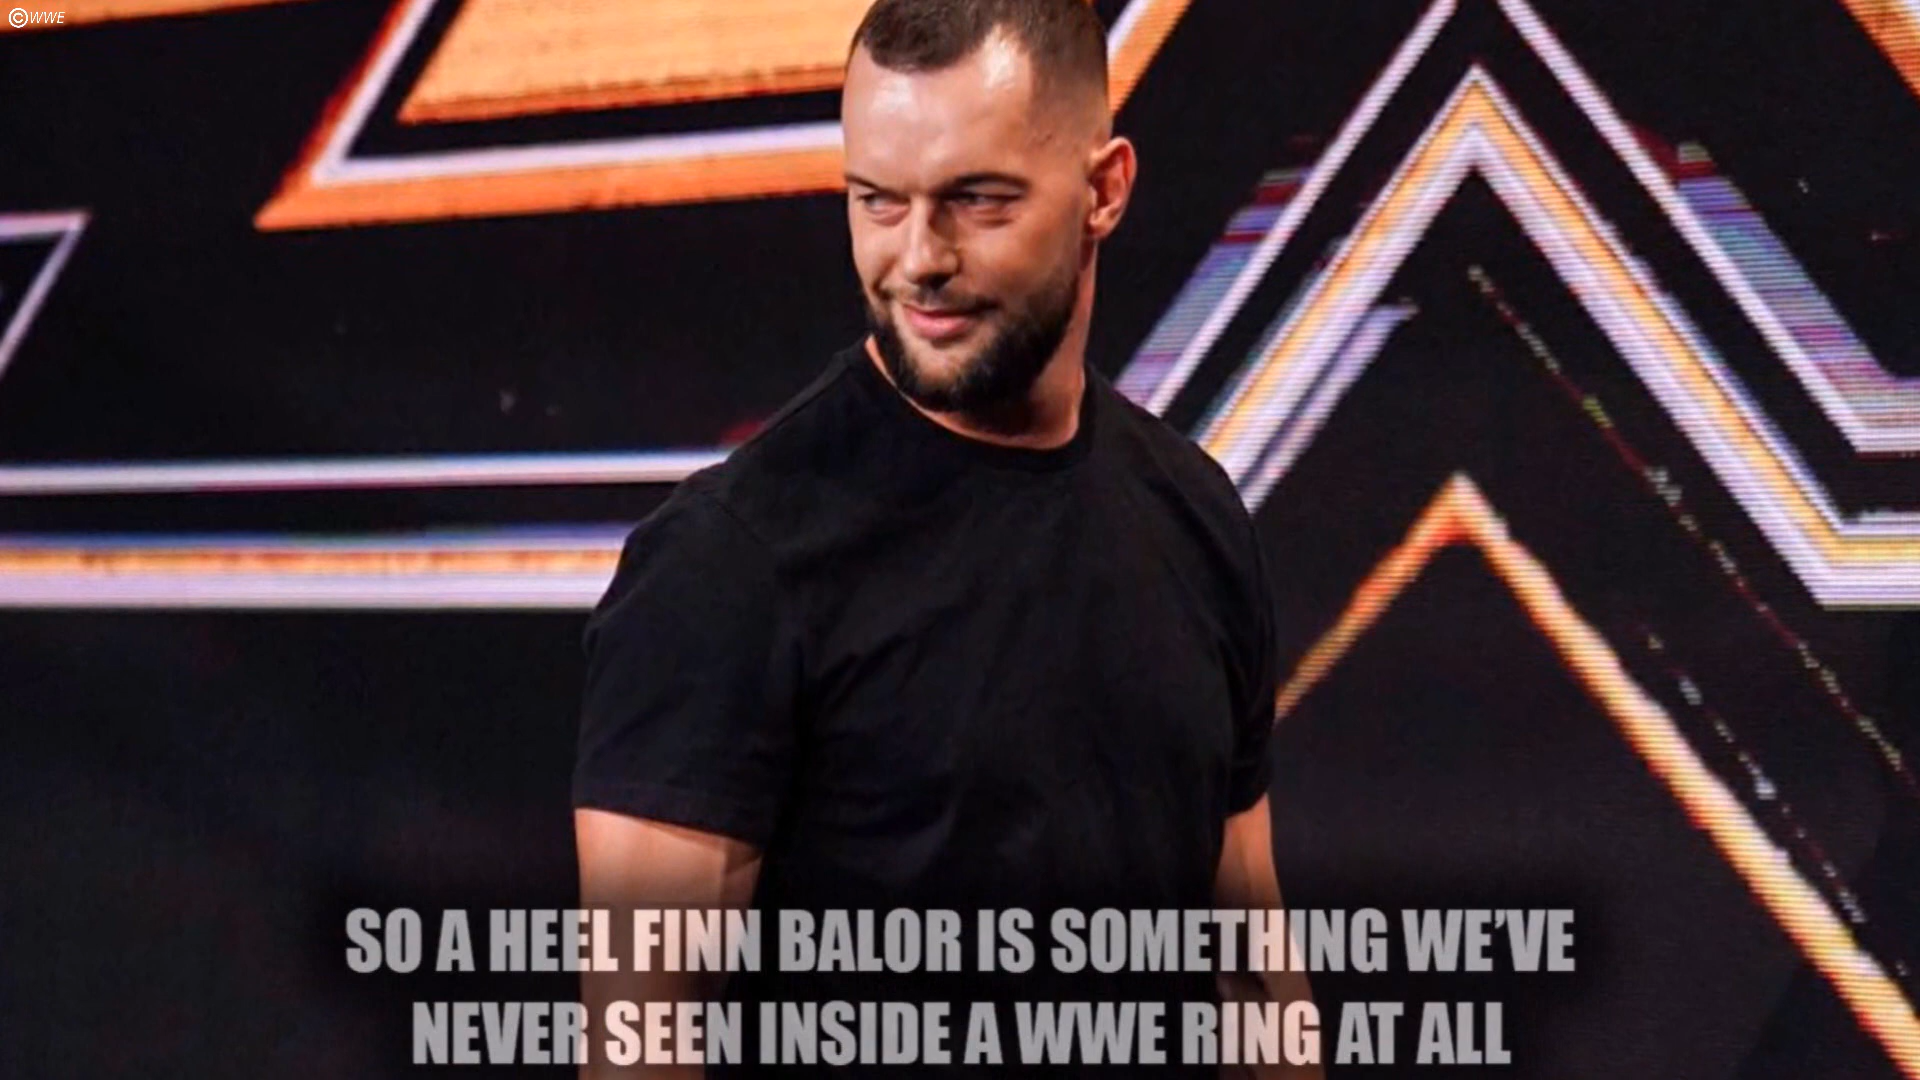 ©WWE
SO A HEEL FINN BALOR IS SOMETHING WE’VE
NEVER SEEN INSIDE A WWE RING AT ALL